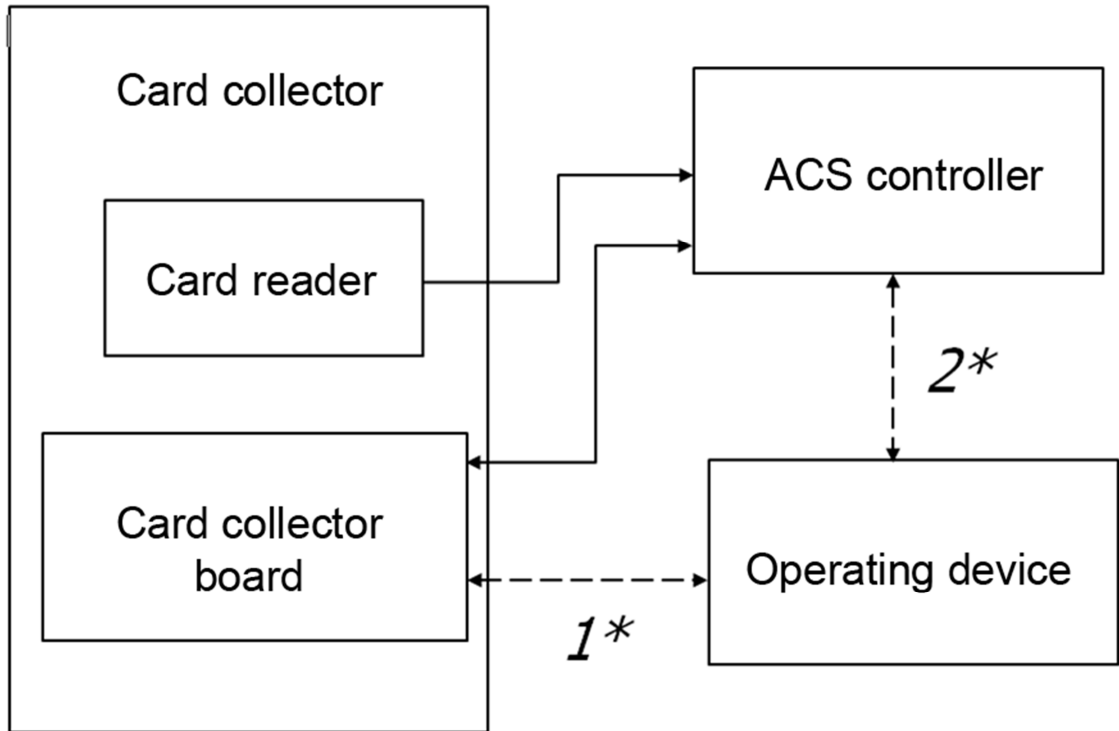 Card collector
ACS controller
Card reader
2*
Card collector
board
Operating device
1*